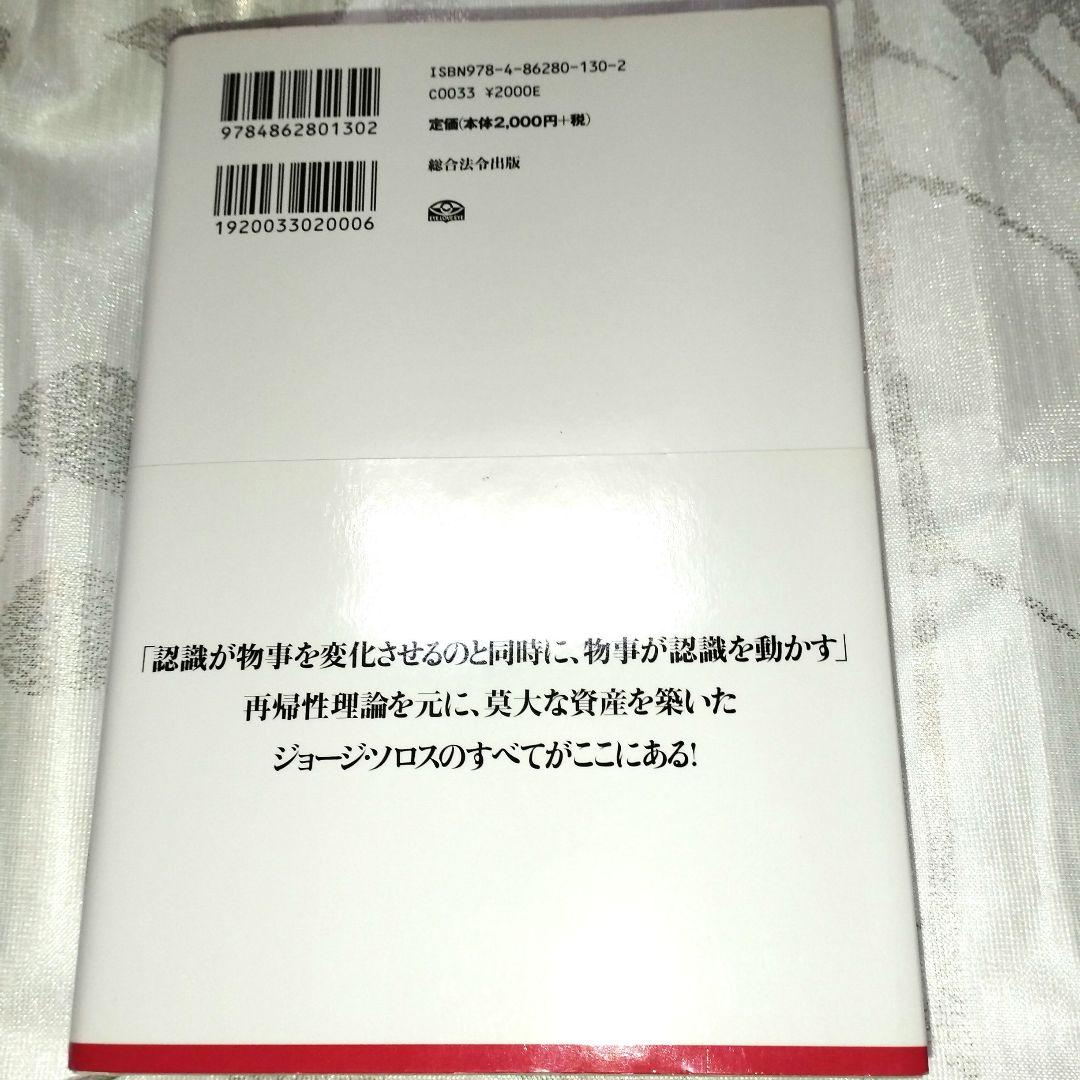 ISBN978-4-86280-130-2
C0033 ¥2000E
定価(本体2,000円+税)
総合法令出版
9784862801302
1920033020006
「認識が物事を変化させるのと同時に、物事が認識を動かす」
再帰性理論を元に、莫大な資産を築いた
ジョージ・ソロスのすべてがここにある!